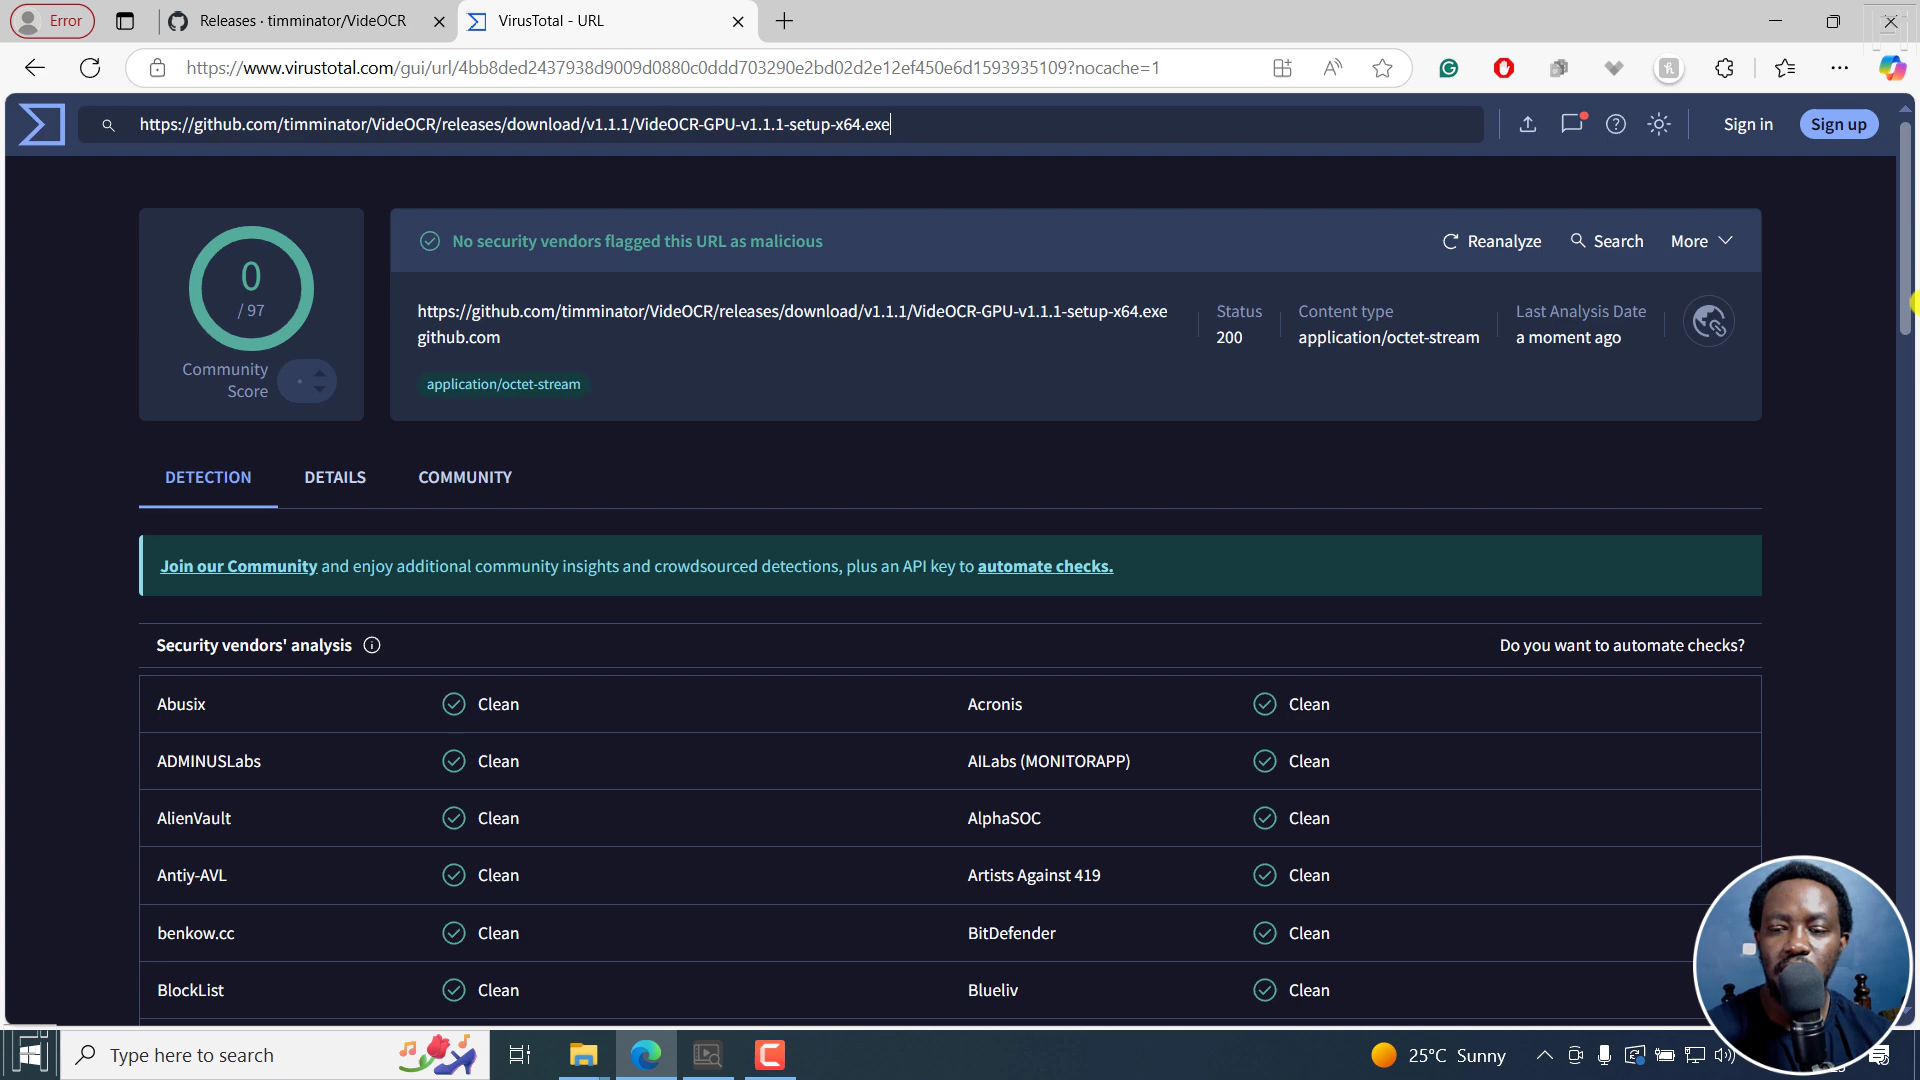 Error
Releases · timminator/VideOCR
VirusTotal - URL
https://www.virustotal.com/gui/url/4bb8ded2437938d9009d0880c0ddd703290e2bd02d2e12ef450e6d1593935109?nocache=1
https://github.com/timminator/VideOCR/releases/download/v1.1.1/VideOCR-GPU-v1.1.1-setup-x64.exe
Sign in
Sign up
0
/ 97
Community
Score
No security vendors flagged this URL as malicious
Reanalyze
Search
More
https://github.com/timminator/VideOCR/releases/download/v1.1.1/VideOCR-GPU-v1.1.1-setup-x64.exe
github.com
Status
200
Content type
application/octet-stream
Last Analysis Date
a moment ago
application/octet-stream
DETECTION
DETAILS
COMMUNITY
Join our Community and enjoy additional community insights and crowdsourced detections, plus an API key to automate checks.
Security vendors' analysis
Do you want to automate checks?
Abusix
Clean
Acronis
Clean
ADMINUSLabs
Clean
AILabs (MONITORAPP)
Clean
AlienVault
Clean
AlphaSOC
Clean
Antiy-AVL
Clean
Artists Against 419
Clean
benkow.cc
Clean
BitDefender
Clean
BlockList
Clean
Blueliv
Clean
Type here to search
25°C Sunny